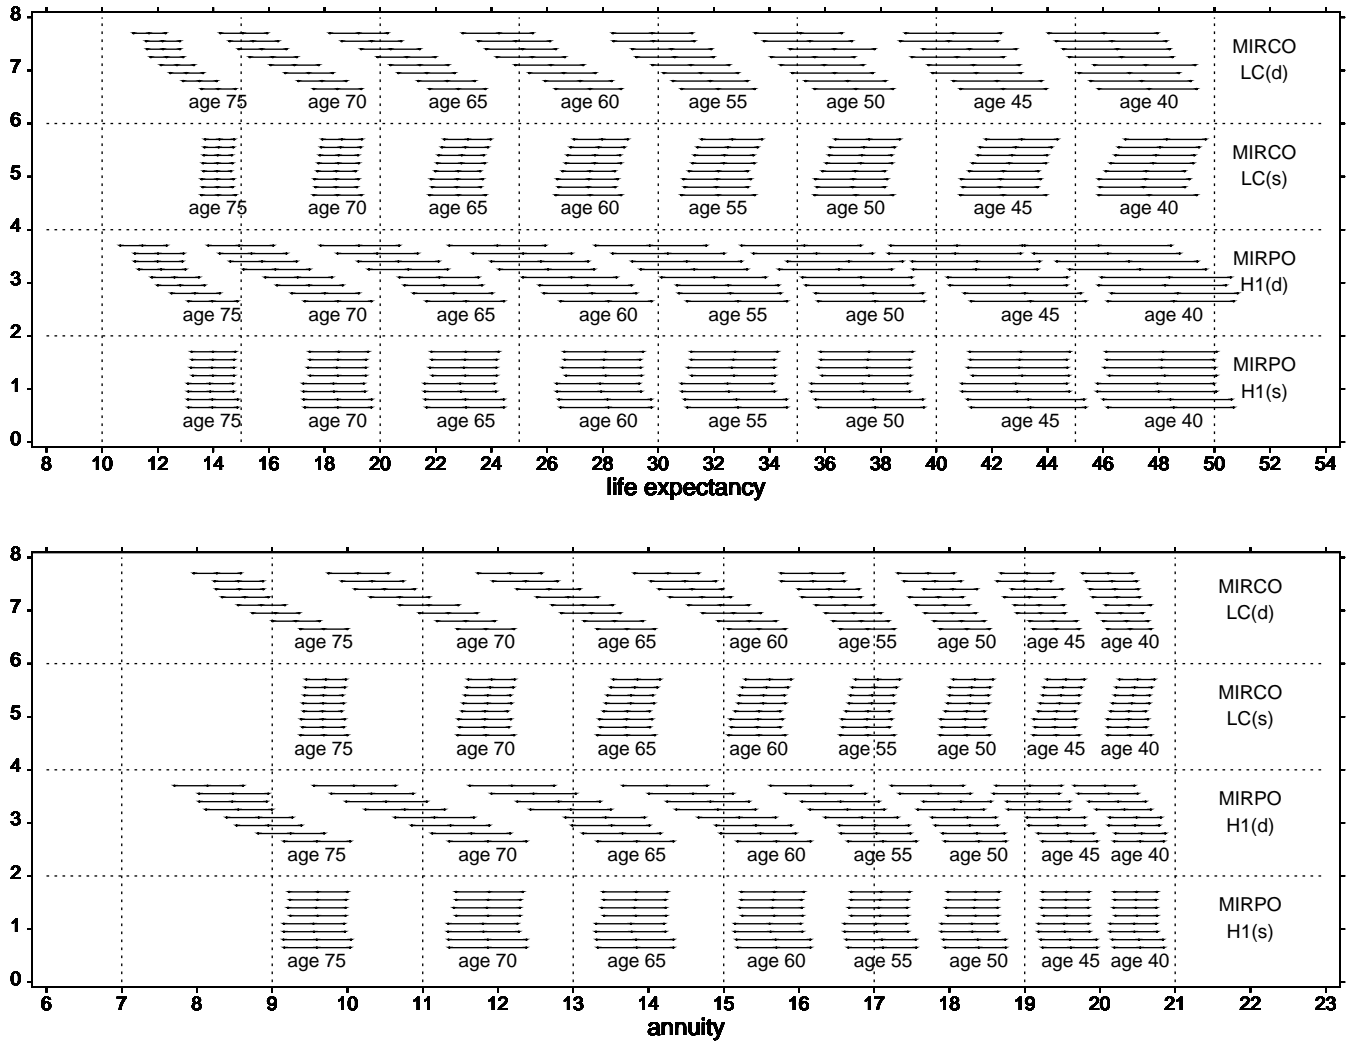 8
MIRCO
LC(d)
7
age 75 age 70 age 65 age 60 age 55 age 50 age 45 age 40
6
MIRCO
LC(s)
5
age 75 age 70 age 65 age 60 age 55 age 50 age 45 age 40
4
MIRPO
H1(d)
3
age 75 age 70 age 65 age 60 age 55 age 50 age 45 age 40
2
MIRPO
H1(s)
1
age 75 age 70 age 65 age 60 age 55 age 50 age 45 age 40
0
8 10 12 14 16 18 20 22 24 26 28 30 32 34 36 38 40 42 44 46 48 50 52 54
life expectancy
8
MIRCO
LC(d)
7
age 75 age 70 age 65 age 60 age 55 age 50 age 45 age 40
6
MIRCO
LC(s)
5
age 75 age 70 age 65 age 60 age 55 age 50 age 45 age 40
4
MIRPO
H1(d)
3
age 75 age 70 age 65 age 60 age 55 age 50 age 45 age 40
2
MIRPO
H1(s)
1
age 75 age 70 age 65 age 60 age 55 age 50 age 45 age 40
0
6 7 8 9 10 11 12 13 14 15 16 17 18 19 20 21 22 23
annuity